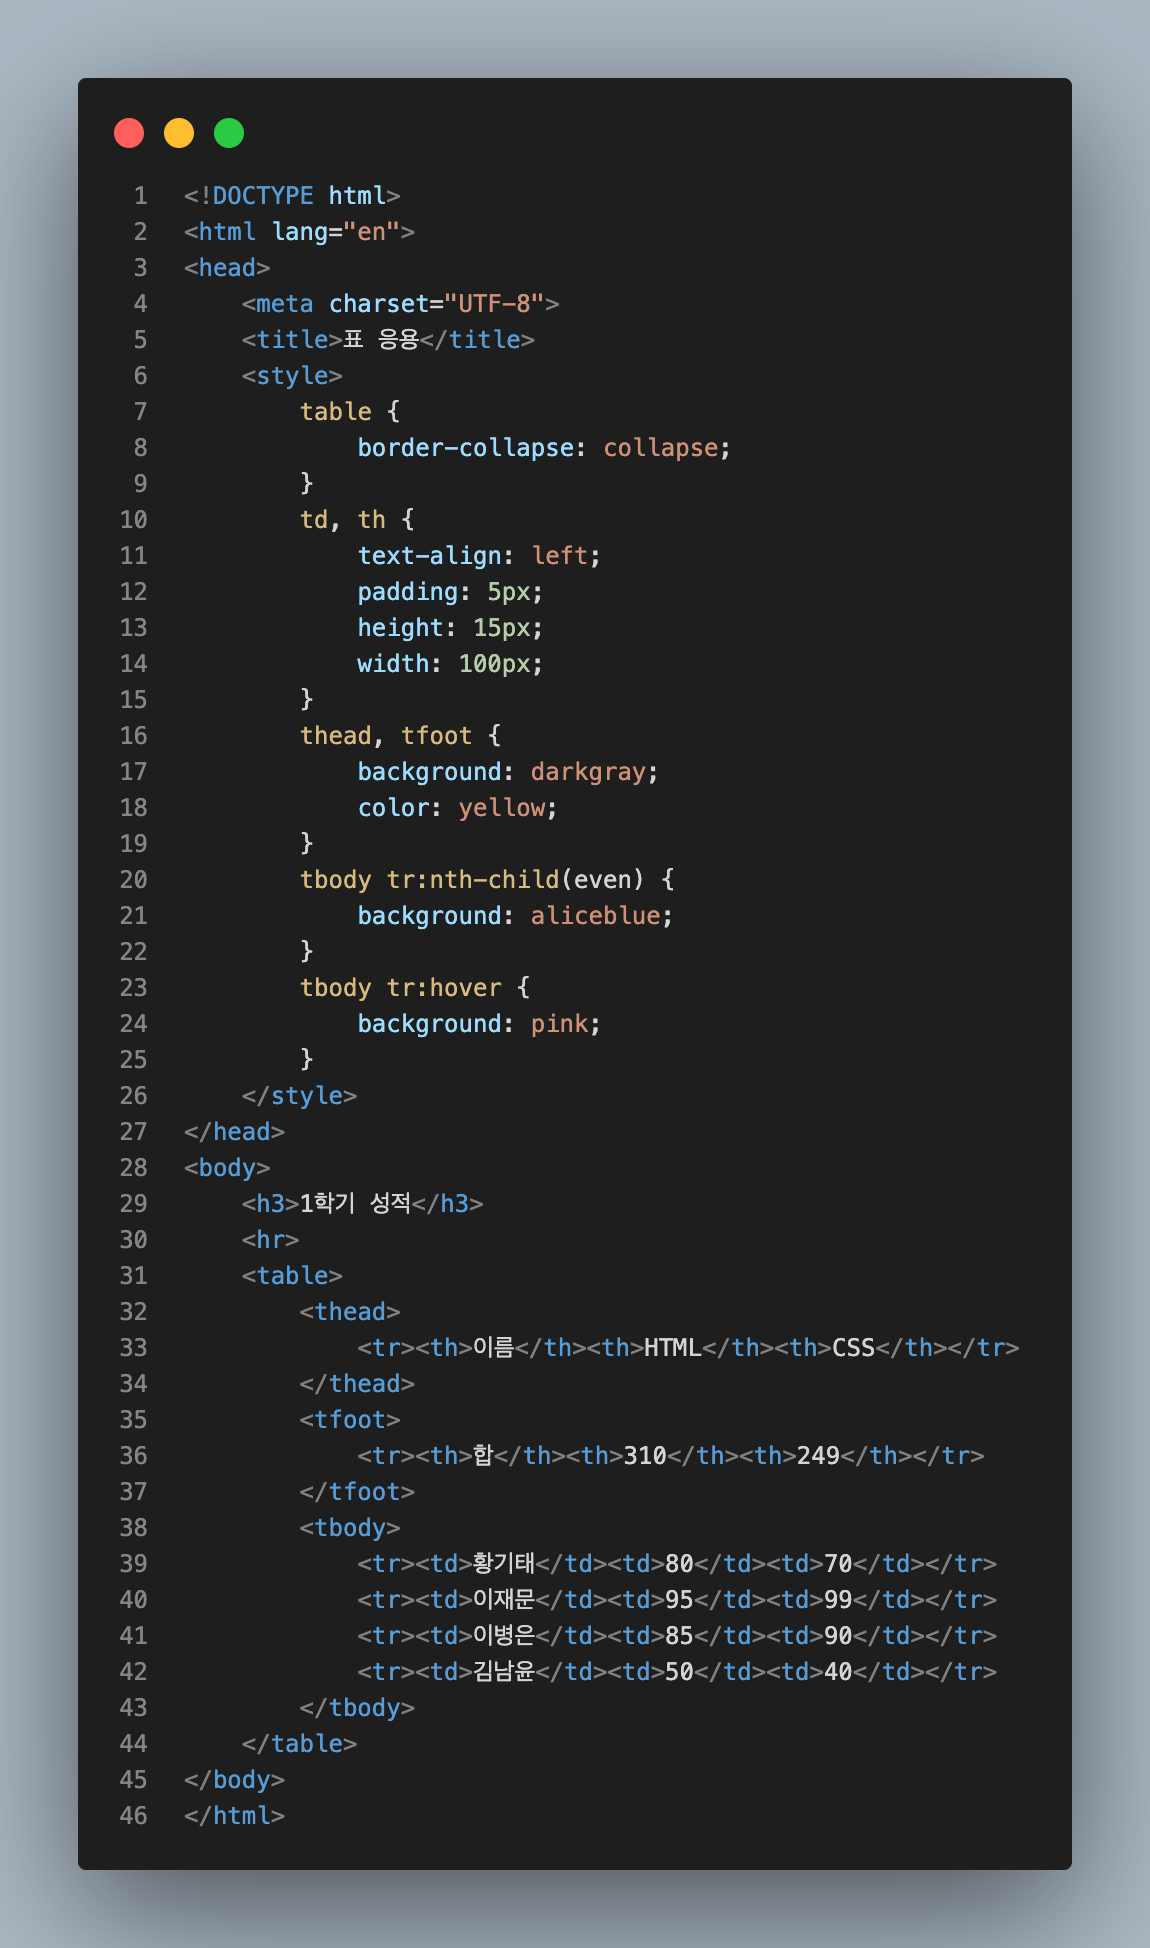 1 <!DOCTYPE html>
2 <html lang="en">
3 <head>
4     <meta charset="UTF-8">
5     <title>표 응용</title>
6     <style>
7         table {
8             border-collapse: collapse;
9         }
10         td, th {
11             text-align: left;
12             padding: 5px;
13             height: 15px;
14             width: 100px;
15         }
16         thead, tfoot {
17             background: darkgray;
18             color: yellow;
19         }
20         tbody tr:nth-child(even) {
21             background: aliceblue;
22         }
23         tbody tr:hover {
24             background: pink;
25         }
26     </style>
27 </head>
28 <body>
29     <h3>1학기 성적</h3>
30     <hr>
31     <table>
32         <thead>
33             <tr><th>이름</th><th>HTML</th><th>CSS</th></tr>
34         </thead>
35         <tfoot>
36             <tr><th>합</th><th>310</th><th>249</th></tr>
37         </tfoot>
38         <tbody>
39             <tr><td>황기태</td><td>80</td><td>70</td></tr>
40             <tr><td>이재문</td><td>95</td><td>99</td></tr>
41             <tr><td>이병은</td><td>85</td><td>90</td></tr>
42             <tr><td>김남윤</td><td>50</td><td>40</td></tr>
43         </tbody>
44     </table>
45 </body>
46 </html>